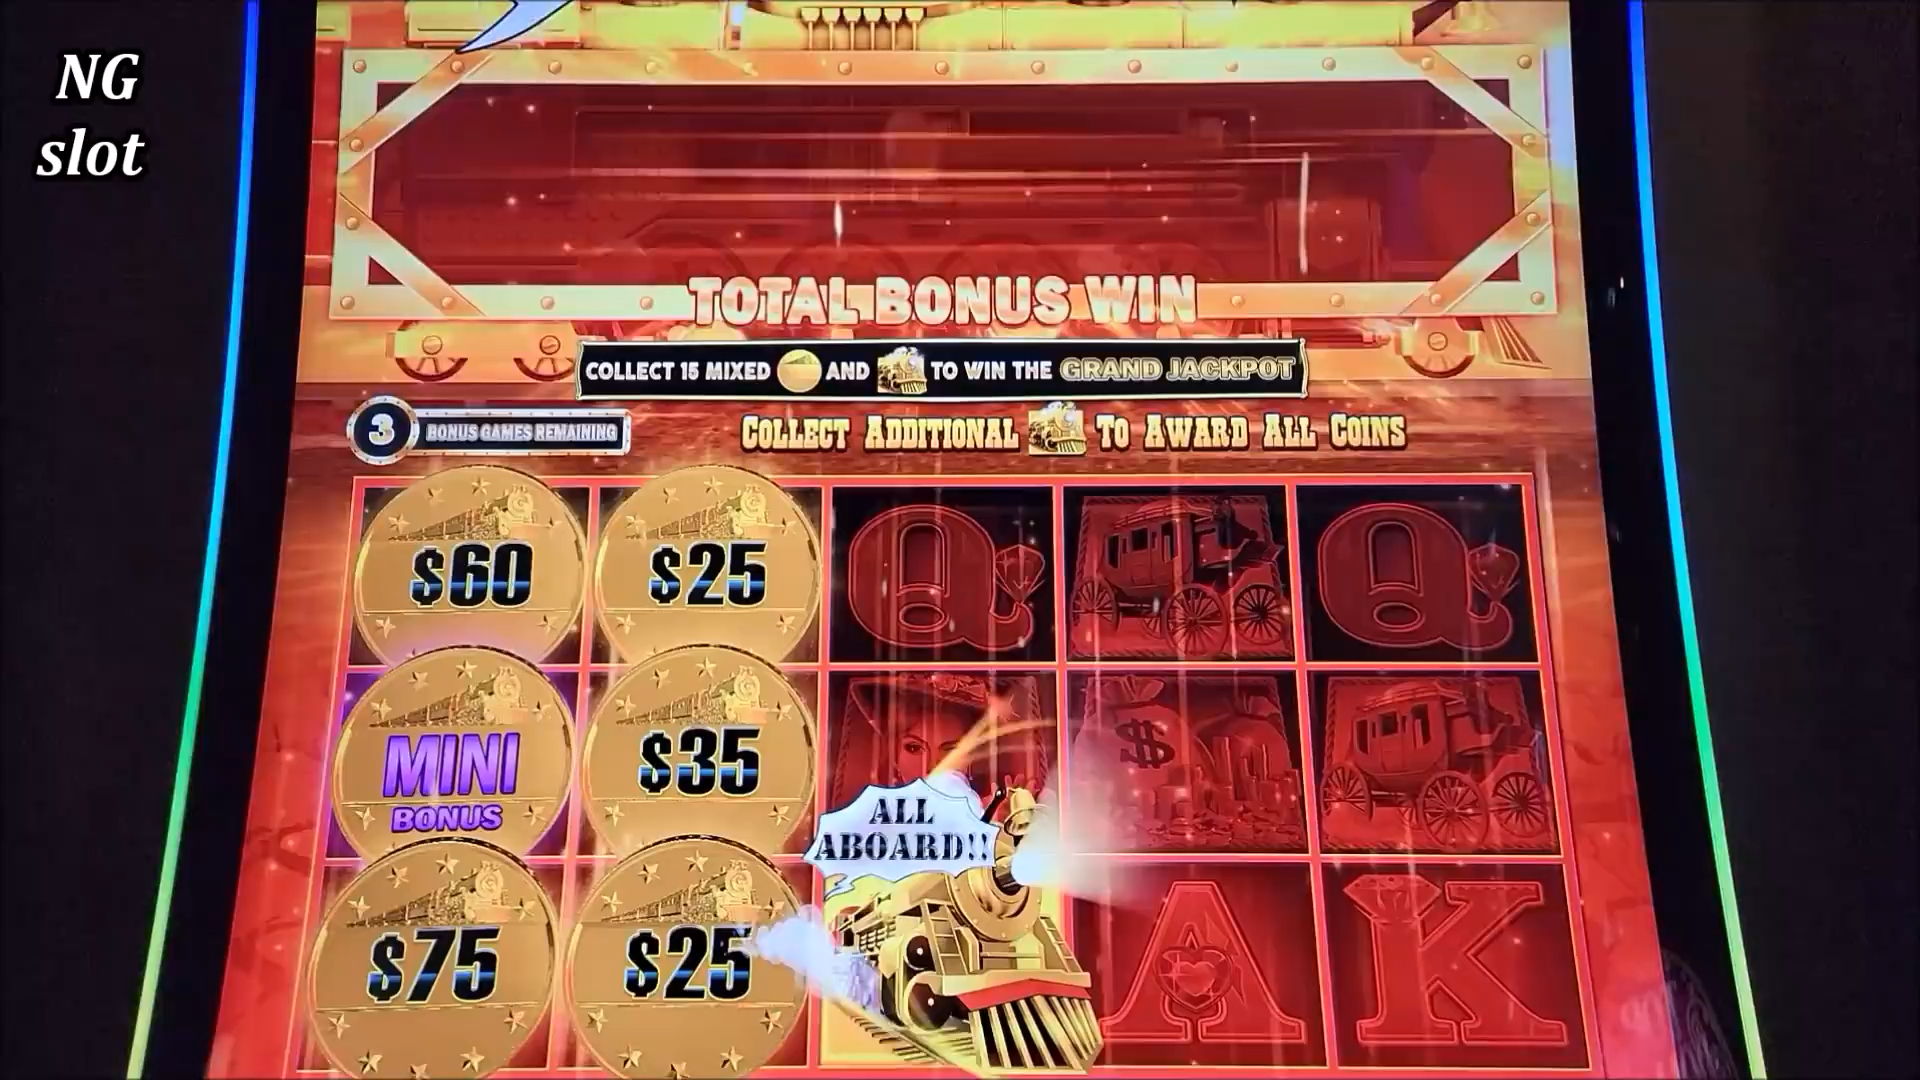 NG
slot
TOTAL BONUS WIN
COLLECT 15 MIXED AND TO WIN THE GRAND JACKPOT
3 BONUS GAMES REMAINING
COLLECT ADDITIONAL TO AWARD ALL COINS
$60 $25 Q Q
MINI
BONUS
$35 $
ALL
ABOARD!!
$75 $25 A K